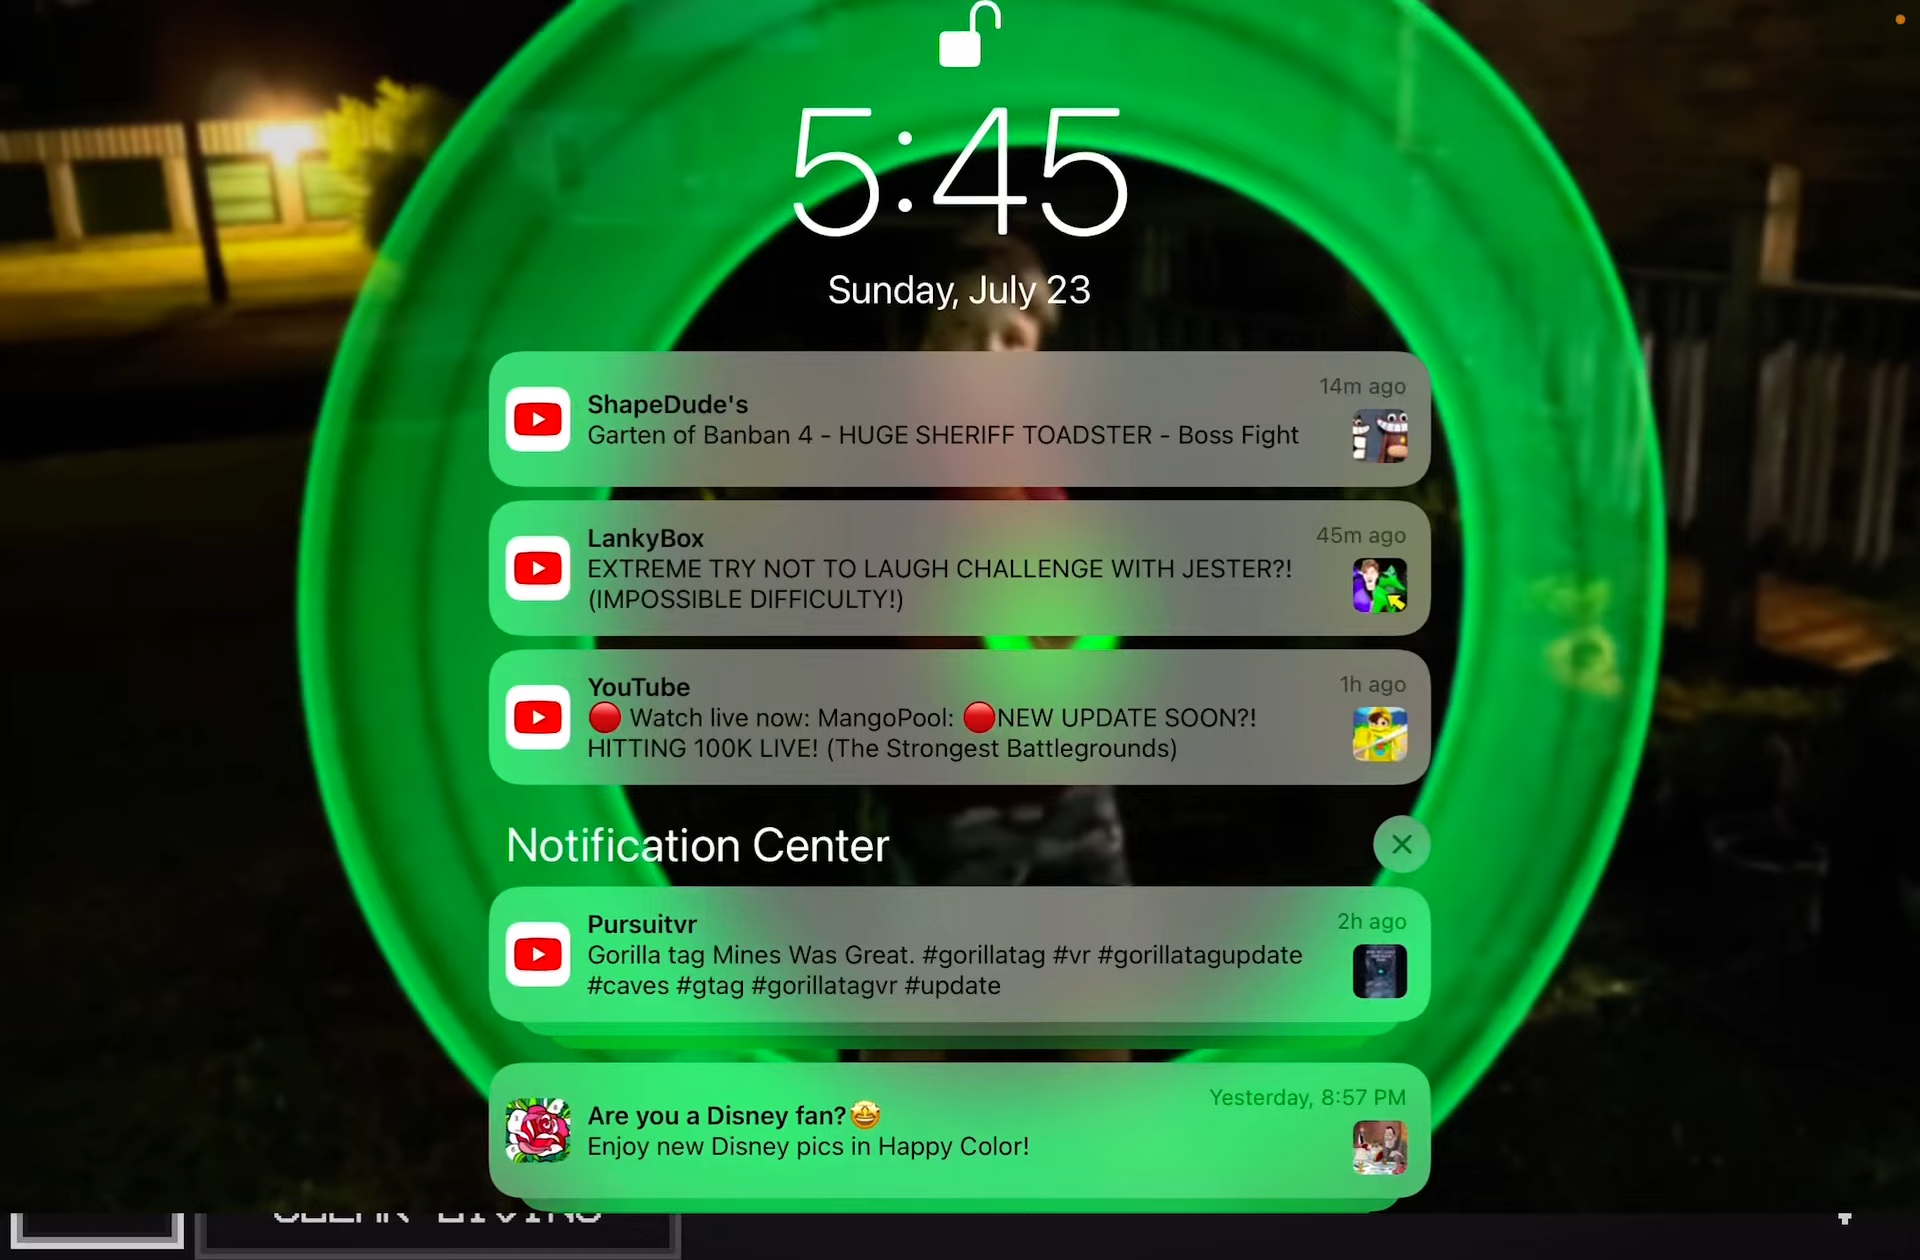 5:45
Sunday, July 23
ShapeDude's
14m ago
Garten of Banban 4 - HUGE SHERIFF TOADSTER - Boss Fight
LankyBox
45m ago
EXTREME TRY NOT TO LAUGH CHALLENGE WITH JESTER?!
(IMPOSSIBLE DIFFICULTY!)
YouTube
1h ago
🔴 Watch live now: MangoPool: 🔴NEW UPDATE SOON?!
HITTING 100K LIVE! (The Strongest Battlegrounds)
Notification Center
Pursuitvr
2h ago
Gorilla tag Mines Was Great. #gorillatag #vr #gorillatagupdate
#caves #gtag #gorillatagvr #update
Are you a Disney fan?🤩
Yesterday, 8:57 PM
Enjoy new Disney pics in Happy Color!